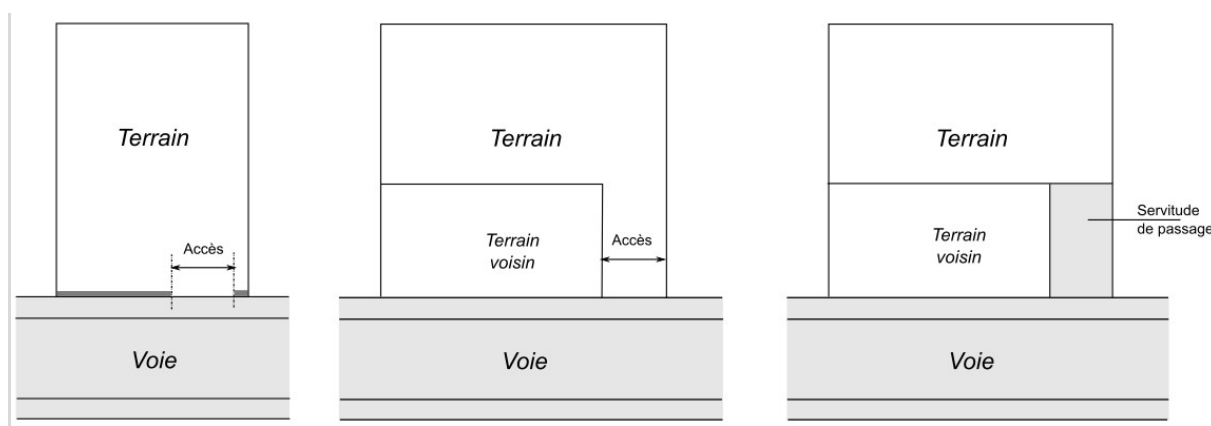 Terrain
Accès
Voie
Terrain
Terrain
voisin
Accès
Voie
Terrain
Terrain
voisin
Servitude
de passage
Voie